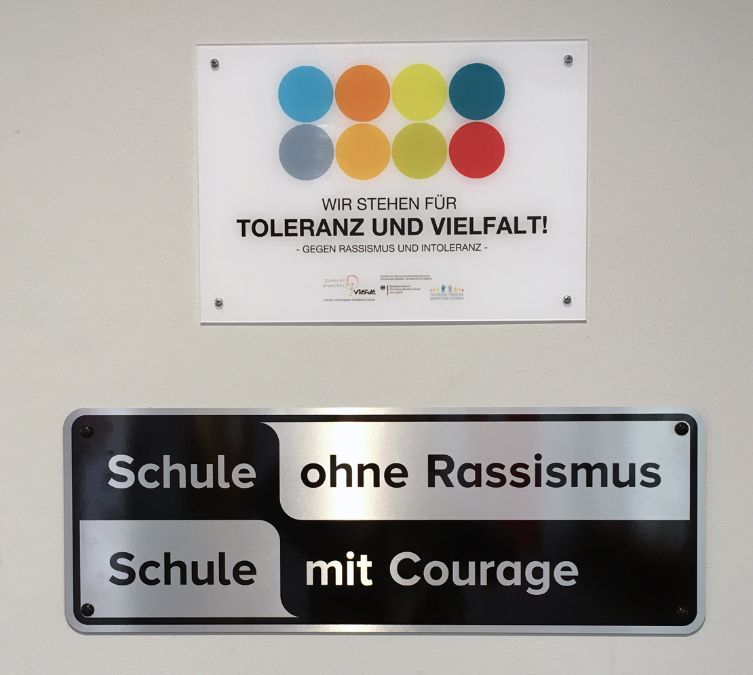 WIR STEHEN FÜR
TOLERANZ UND VIELFALT!
- GEGEN RASSISMUS UND INTOLERANZ -
Schule ohne Rassismus
Schule mit Courage